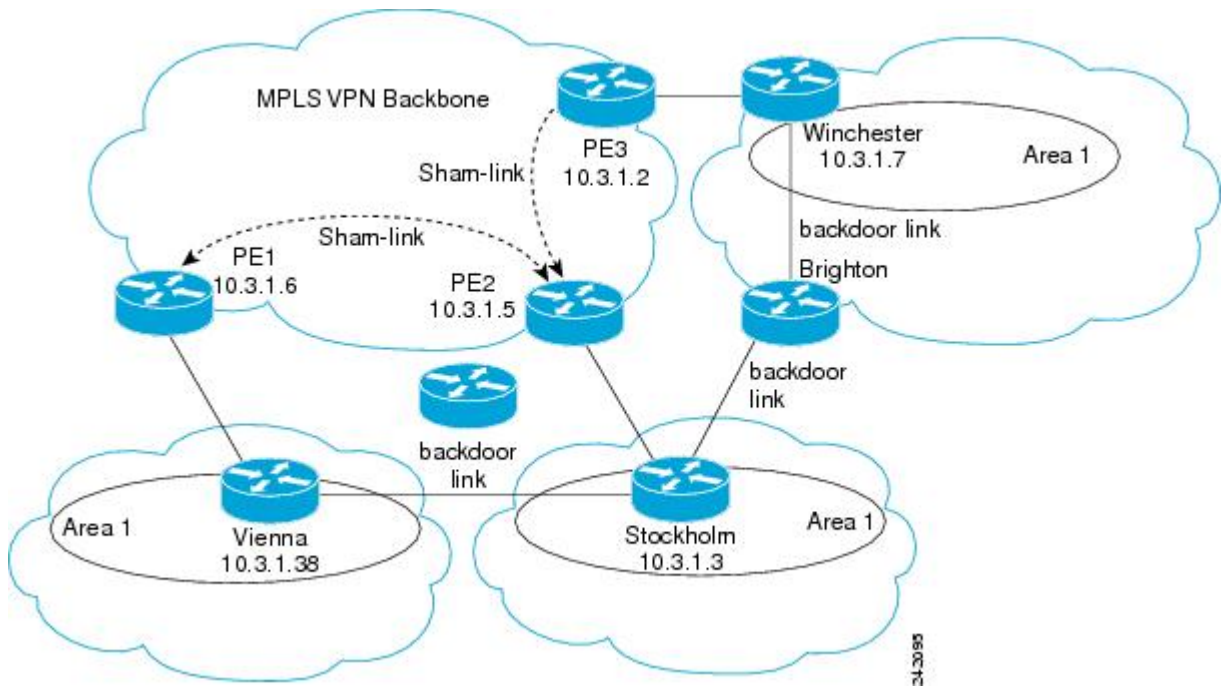 MPLS VPN Backbone
PE3
10.3.1.2
Winchester
10.3.1.7
Area 1
Sham-link
Sham-link
backdoor link
PE1
10.3.1.6
PE2
10.3.1.5
Brighton
backdoor
link
backdoor
link
Area 1
Vienna
10.3.1.38
Stockholm
10.3.1.3
Area 1
242095